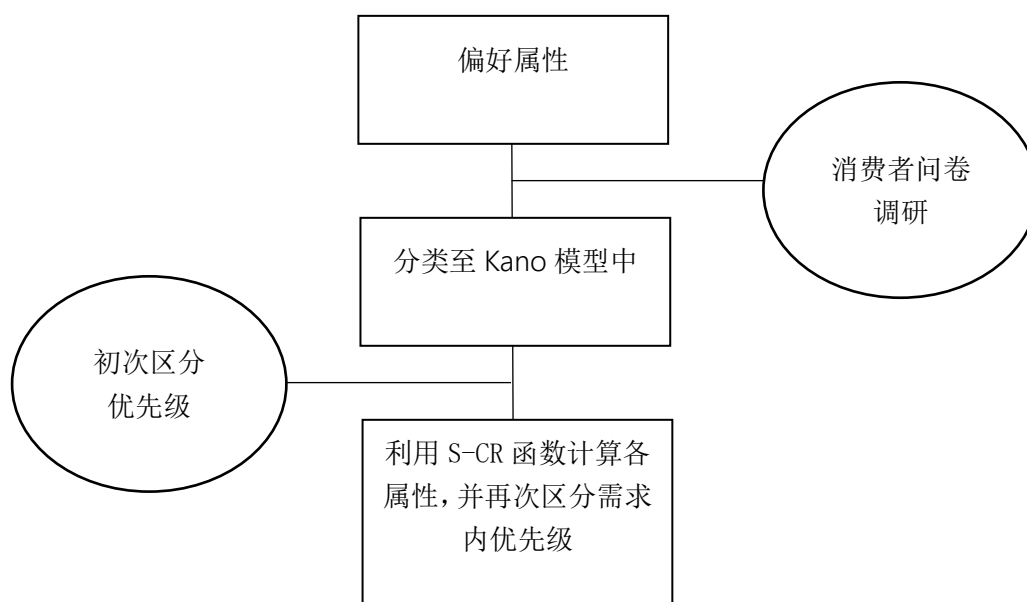 偏好属性
消费者问卷
调研
分类至 Kano 模型中
初次区分
优先级
利用 S-CR 函数计算各
属性，并再次区分需求
内优先级